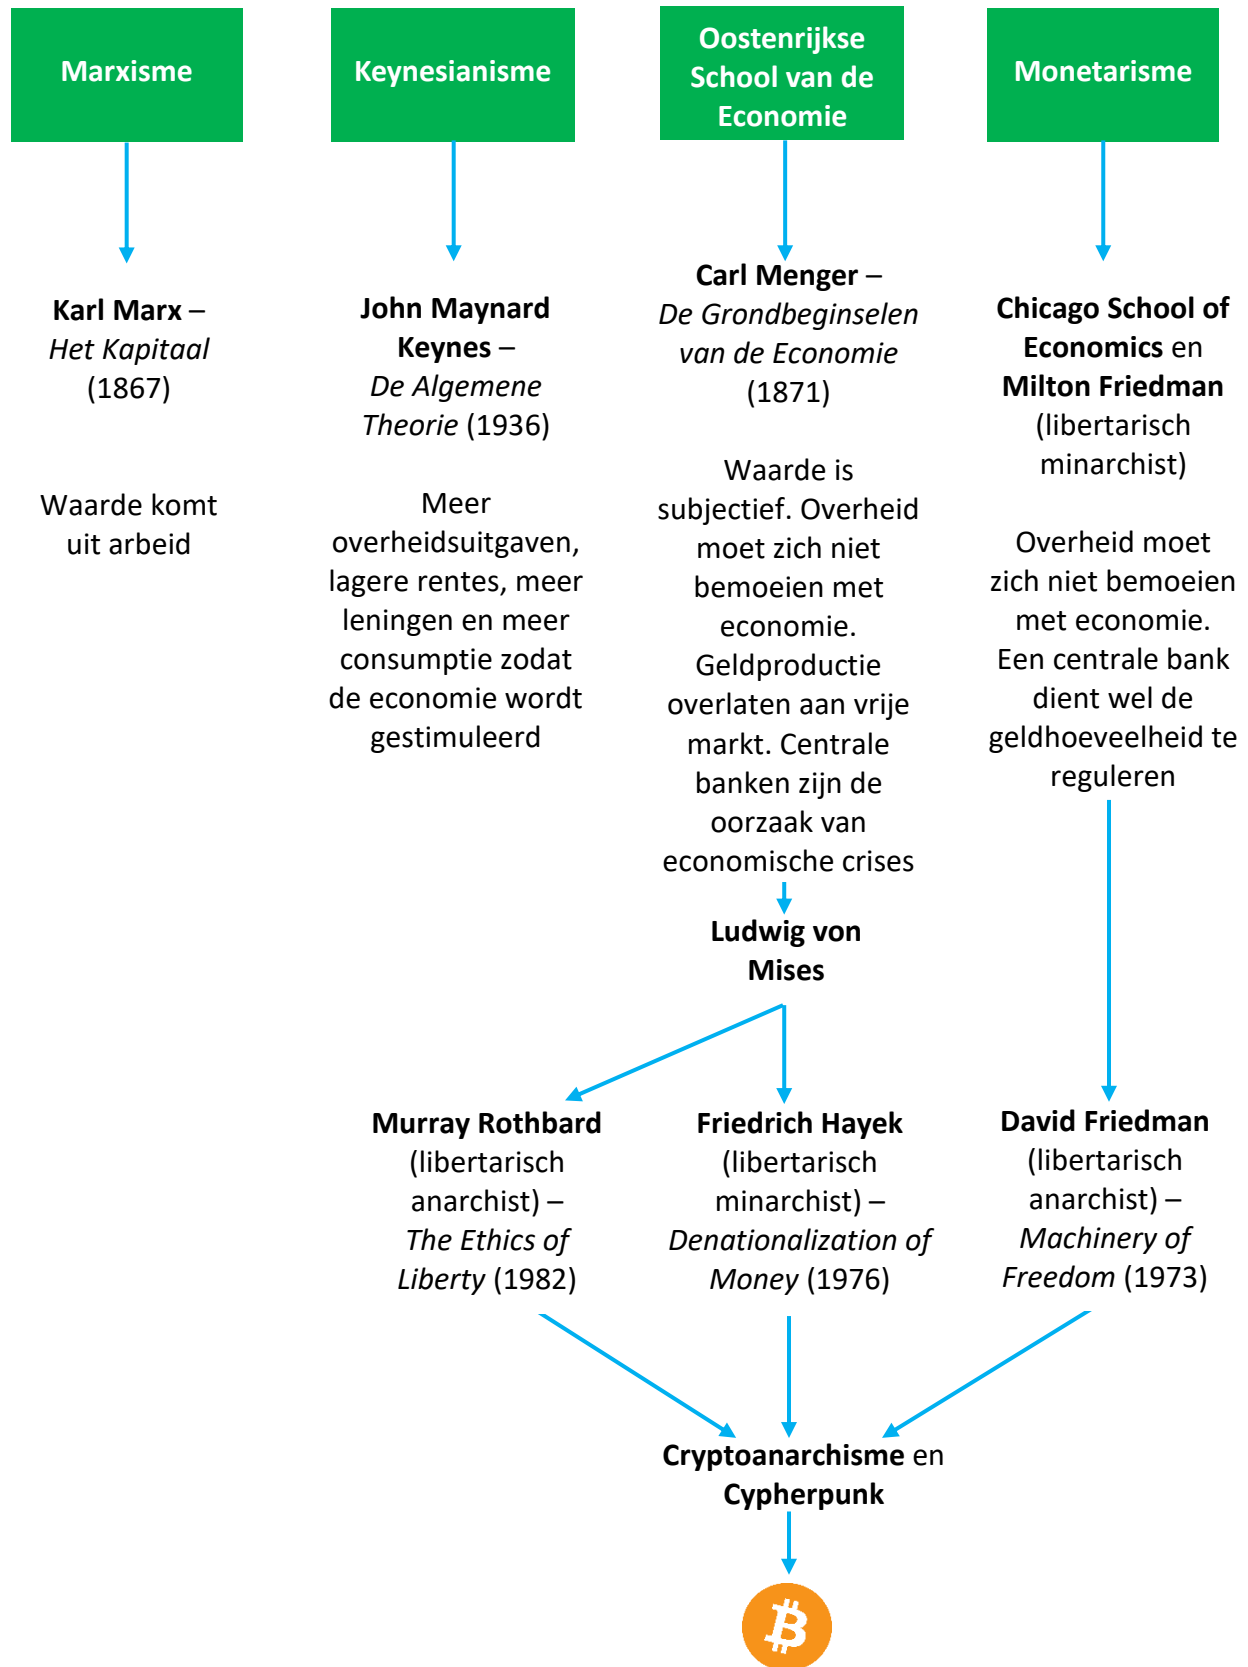 Marxisme
Keynesianisme
Oostenrijkse
School van de
Economie
Monetarisme
Karl Marx –
Het Kapitaal
(1867)
Waarde komt
uit arbeid
John Maynard
Keynes –
De Algemene
Theorie (1936)
Meer
overheidsuitgaven,
lagere rentes, meer
leningen en meer
consumptie zodat
de economie wordt
gestimuleerd
Carl Menger –
De Grondbeginselen
van de Economie
(1871)
Waarde is
subjectief. Overheid
moet zich niet
bemoeien met
economie.
Geldproductie
overlaten aan vrije
markt. Centrale
banken zijn de
oorzaak van
economische crises
Chicago School of
Economics en
Milton Friedman
(libertarisch
minarchist)
Overheid moet
zich niet bemoeien
met economie.
Een centrale bank
dient wel de
geldhoeveelheid te
reguleren
Ludwig von
Mises
Murray Rothbard
(libertarisch
anarchist) –
The Ethics of
Liberty (1982)
Friedrich Hayek
(libertarisch
minarchist) –
Denationalization of
Money (1976)
David Friedman
(libertarisch
anarchist) –
Machinery of
Freedom (1973)
Cryptoanarchisme en
Cypherpunk